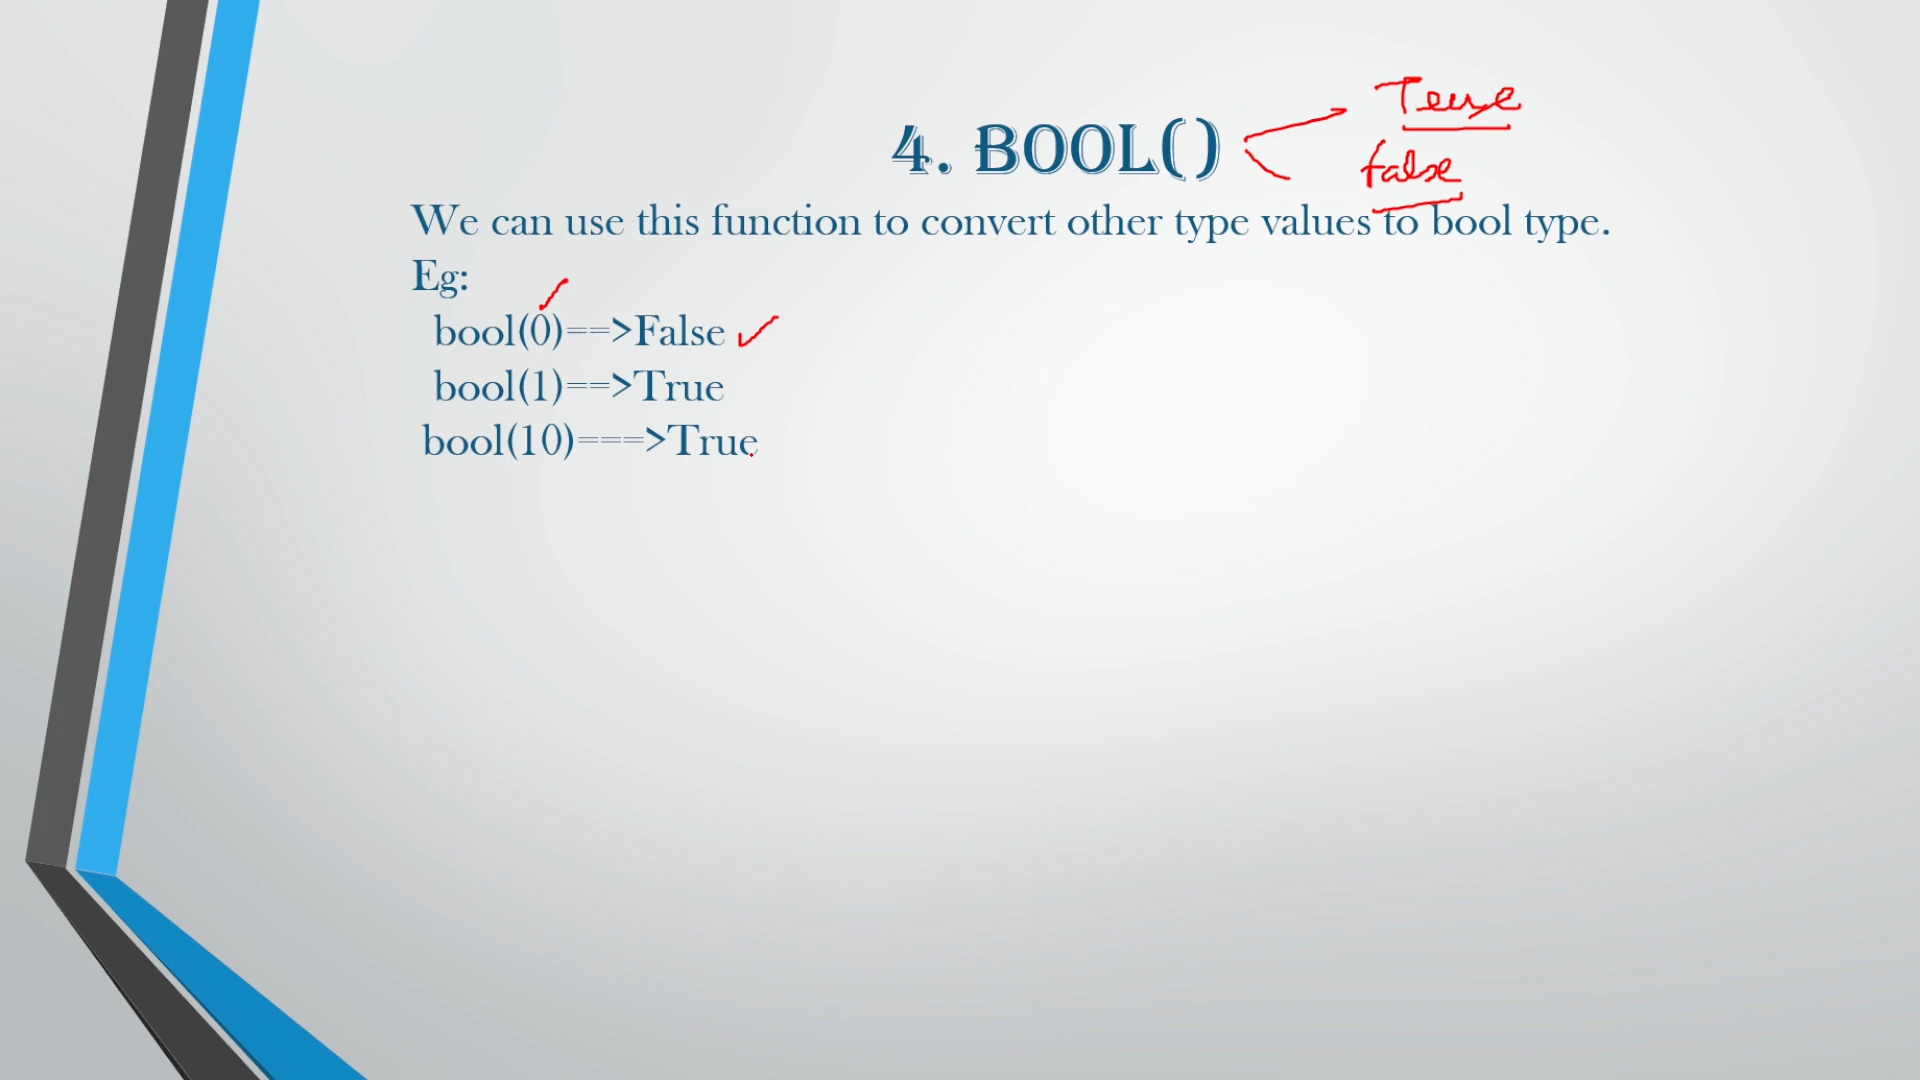 4. BOOL()
True
false
We can use this function to convert other type values to bool type.
Eg:
bool(0)==>False
bool(1)==>True
bool(10)===>True